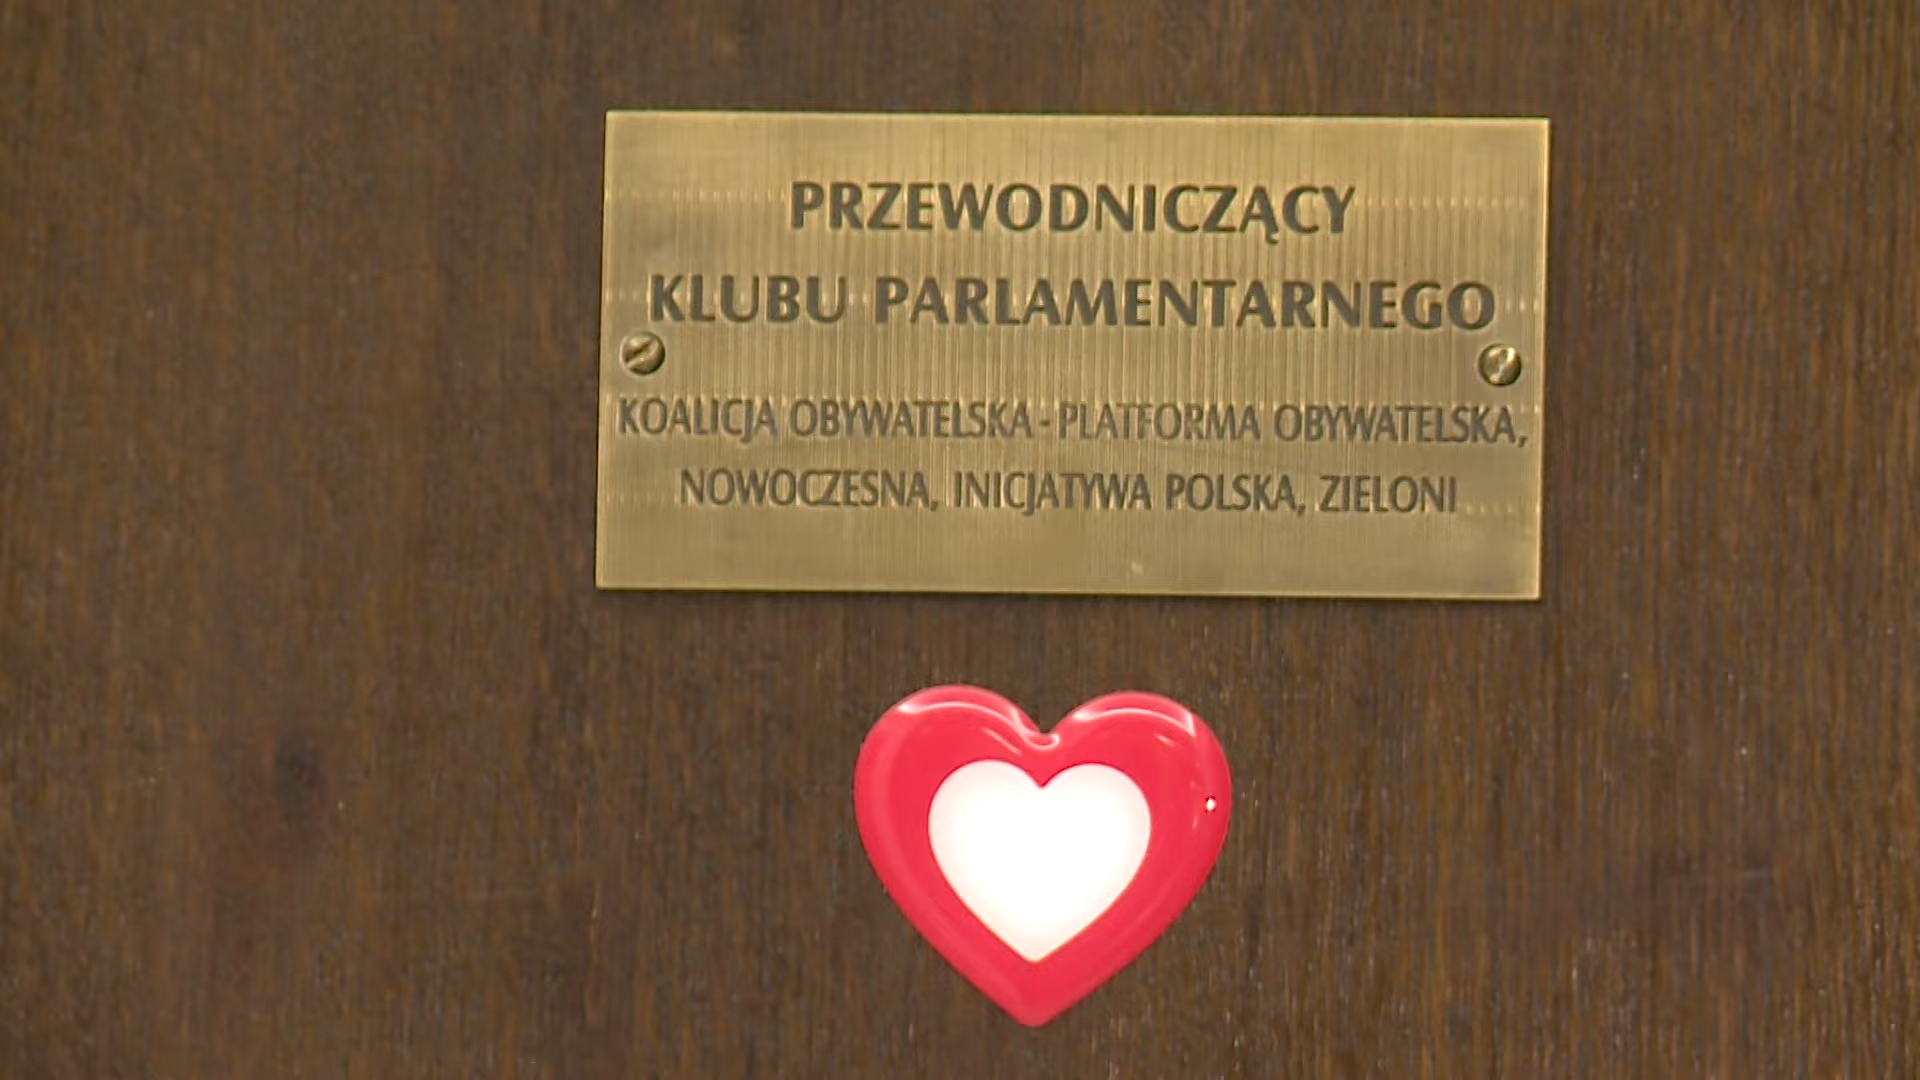 PRZEWODNICZĄCY
KLUBU PARLAMENTARNEGO
KOALICJA OBYWATELSKA - PLATFORMA OBYWATELSKA,
NOWOCZESNA, INICJATYWA POLSKA, ZIELONI